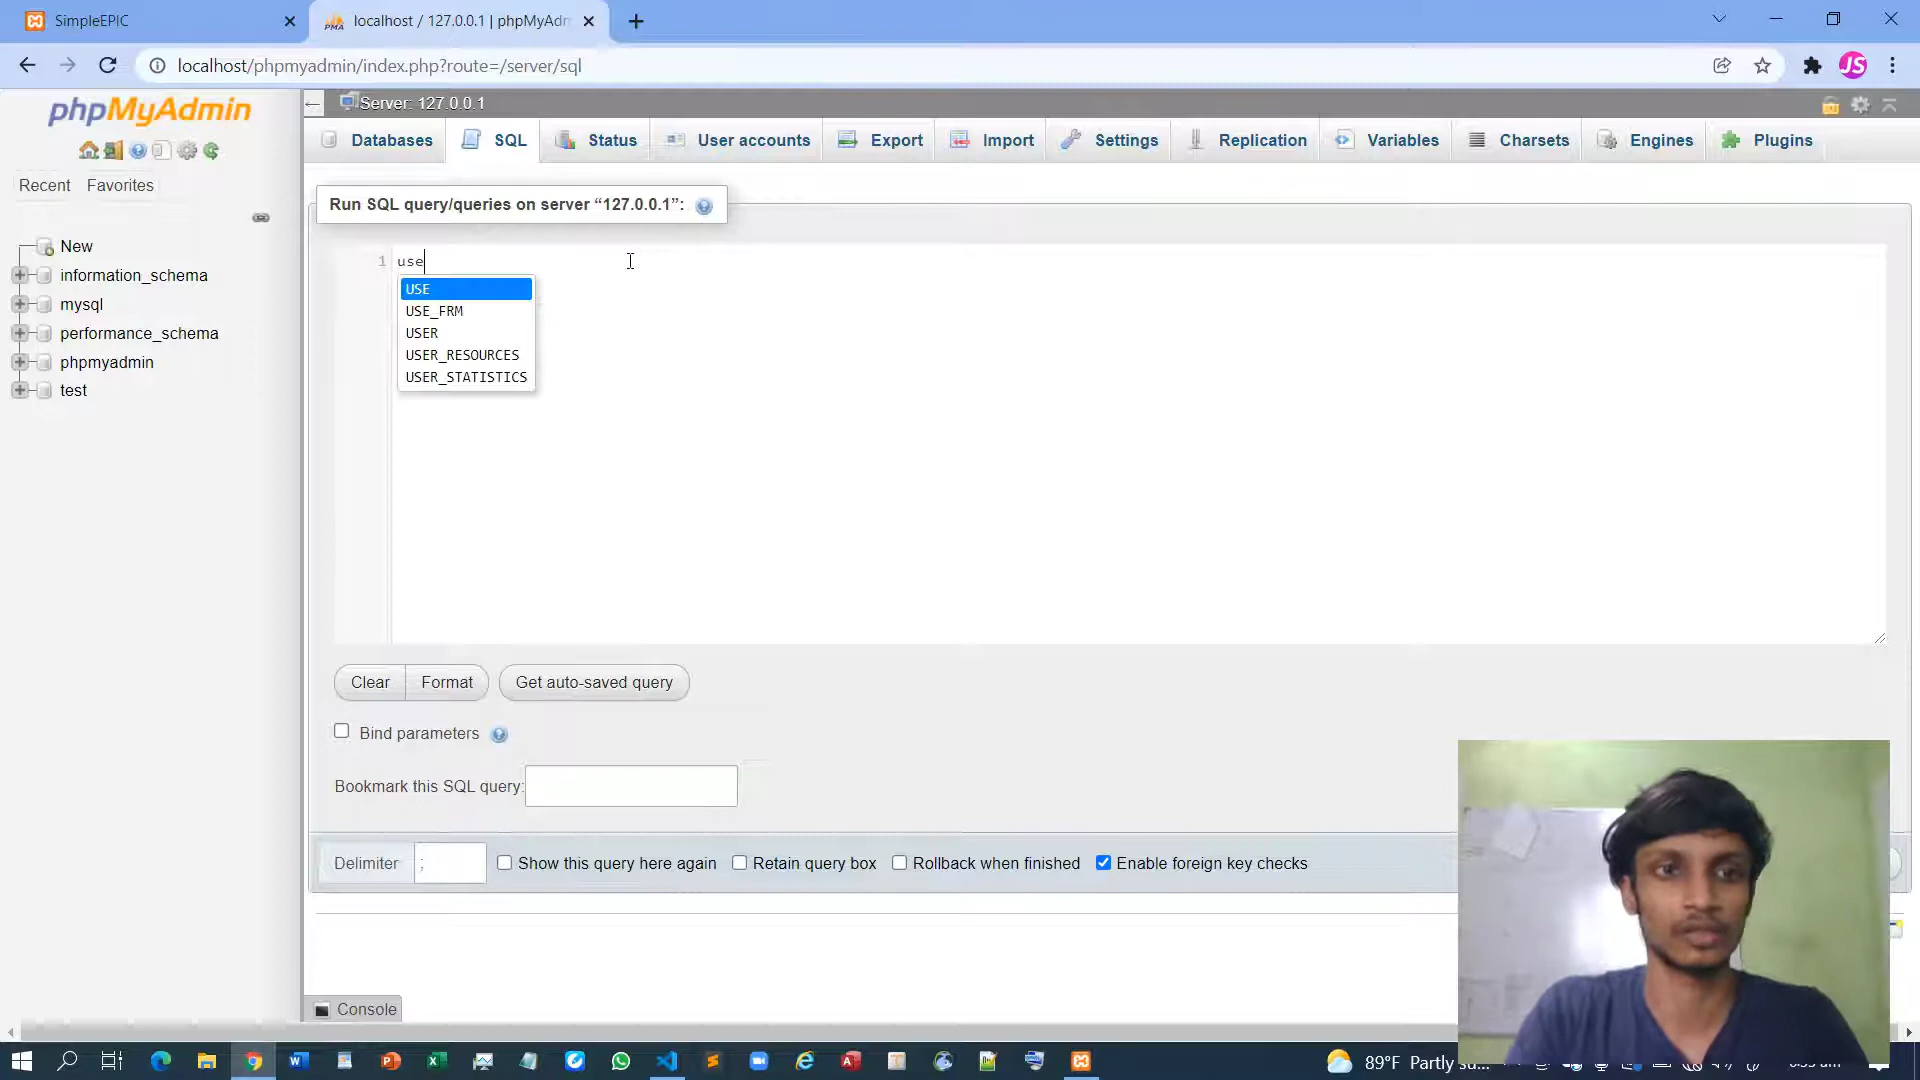 SimpleEPIC
localhost / 127.0.0.1 | phpMyAdm
localhost/phpmyadmin/index.php?route=/server/sql
JS
phpMyAdmin
Server: 127.0.0.1
Databases SQL Status User accounts Export Import Settings Replication Variables Charsets Engines Plugins
Recent Favorites
Run SQL query/queries on server “127.0.0.1”:
New
information_schema
mysql
performance_schema
phpmyadmin
test
1 use
USE
USE_FRM
USER
USER_RESOURCES
USER_STATISTICS
Clear Format Get auto-saved query
Bind parameters
Bookmark this SQL query:
Delimiter ; Show this query here again Retain query box Rollback when finished Enable foreign key checks
Console
89°F Partly su...